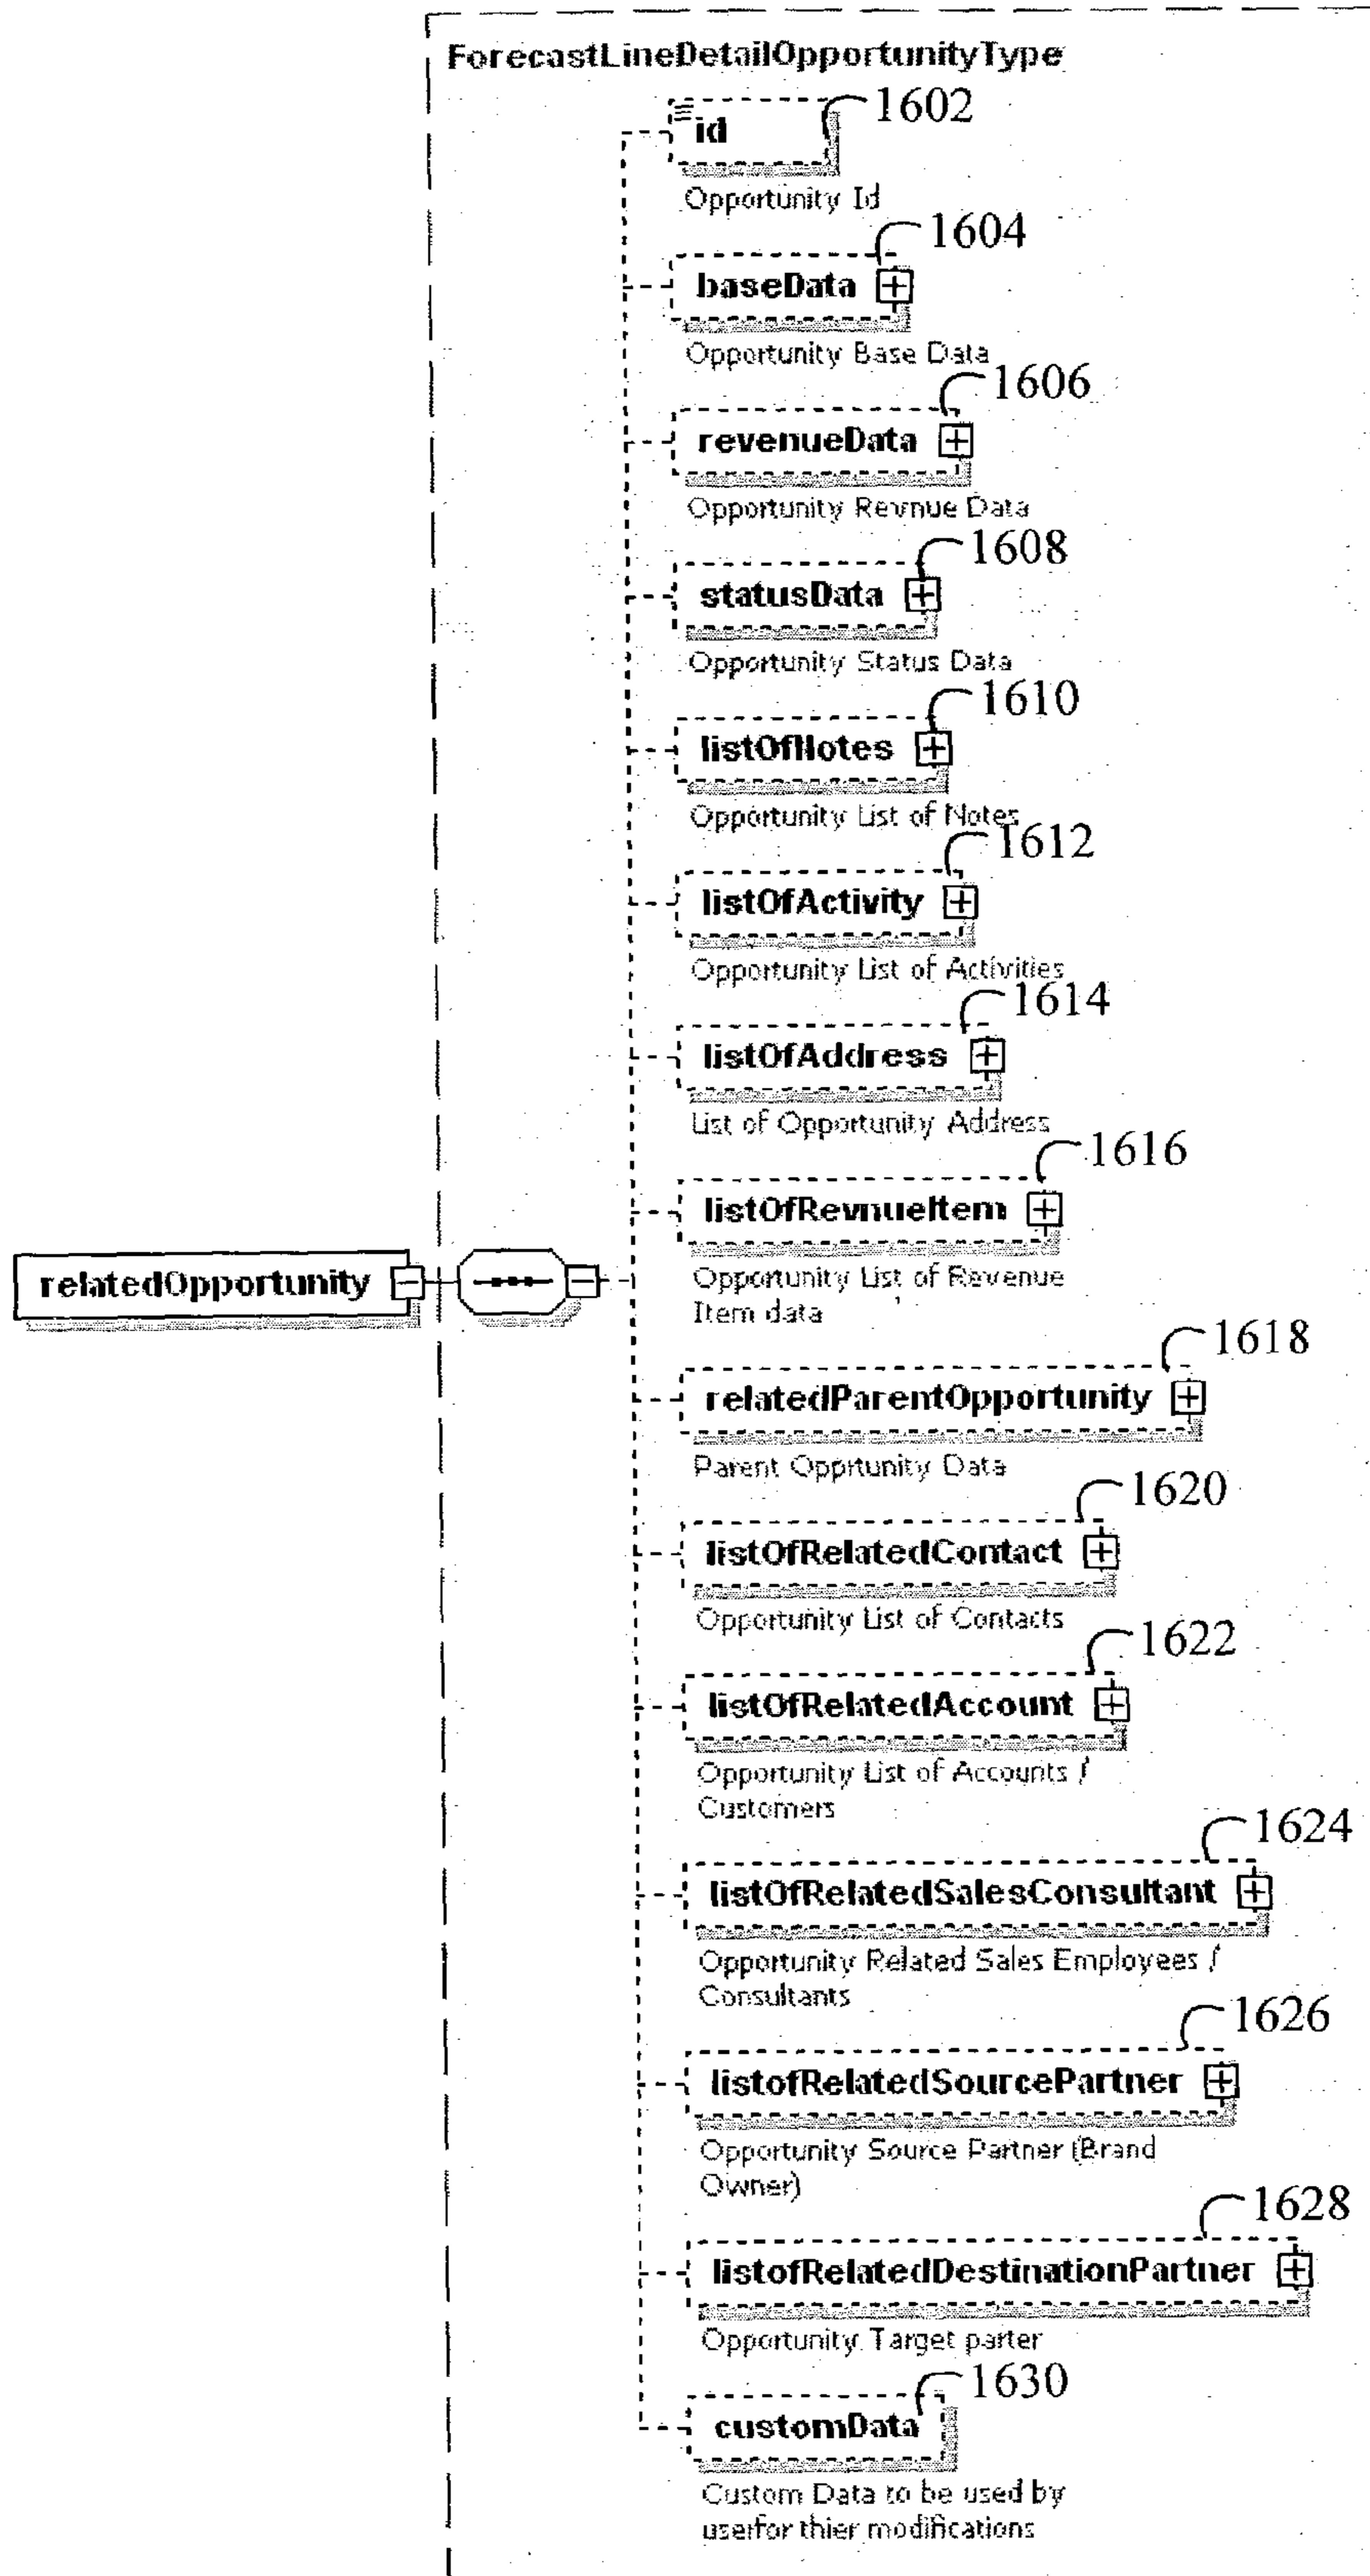 ForecastLineDetailOpportunityType
id
1602
Opportunity Id
1604
baseData
Opportunity Base Data
1606
revenueData
Opportunity Revnue Data
1608
statusData
Opportunity Status Data
1610
listOfNotes
Opportunity List of Notes
1612
listOfActivity
Opportunity List of Activities
1614
listOfAddress
List of Opportunity Address
1616
listOfRevnueItem
Opportunity List of Revenue
Item data
relatedOpportunity
1618
relatedParentOpportunity
Parent Opprtunity Data
1620
listOfRelatedContact
Opportunity List of Contacts
1622
listOfRelatedAccount
Opportunity List of Accounts /
Customers
1624
listOfRelatedSalesConsultant
Opportunity Related Sales Employees /
Consultants
1626
listofRelatedSourcePartner
Opportunity Source Partner (Brand
Owner)
1628
listofRelatedDestinationPartner
Opportunity Target parter
1630
customData
Custom Data to be used by
userfor thier modifications